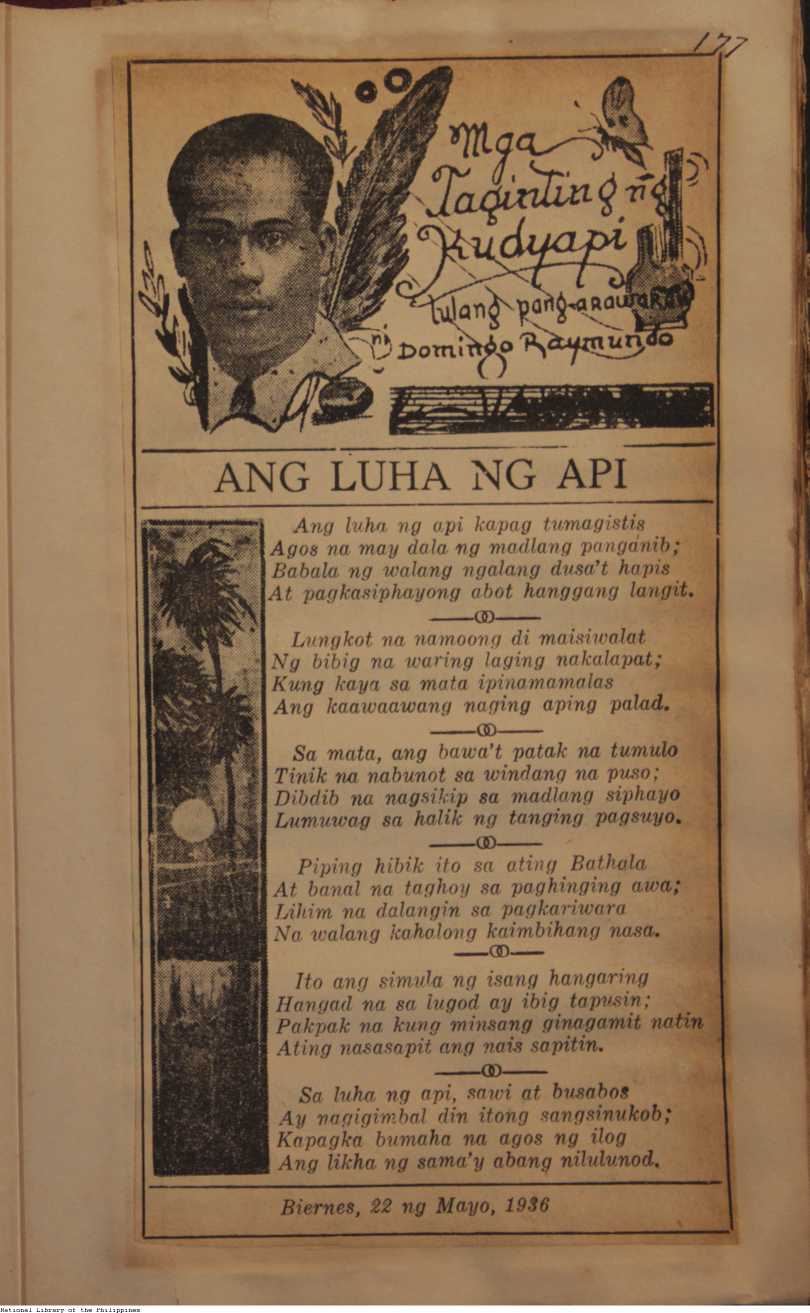 177
Mga
Taginting ng
Kudyapi
tulang pang-araw-araw
ni
Domingo Raymundo
ANG LUHA NG API
Ang luha ng api kapag tumagistis
Agos na may dala ng madlang panganib;
Babala ng walang ngalang dusa't hapis
At pagkasiphayong abot hanggang langit.
Lungkot na namoong di maisiwalat
Ng bibig na waring laging nakalapat;
Kung kaya sa mata ipinamamalas
Ang kaawaawang naging aping palad.
Sa mata, ang bawa't patak na tumulo
Tinik na nabunot sa windang na puso;
Dibdib na nagsikip sa madlang siphayo
Lumuwag sa halik ng tanging pagsuyo.
Piping hibik ito sa ating Bathala
At banal na taghoy sa paghinging awa;
Lihim na dalangin sa pagkariwara
Na walang kahalong kaimbihang nasa.
Ito ang simula ng isang hangaring
Hangad na sa lugod ay ibig tapusin;
Pakpak na kung minsang ginagamit natin
Ating nasasapit ang nais sapitin.
Sa luha ng api, sawi at busabos
Ay nagigimbal din itong sangsinukob;
Kapagka bumaha na agos ng ilog
Ang likha ng sama'y abang nilulunod.
Biernes, 22 ng Mayo, 1936
National Library of the Philippines